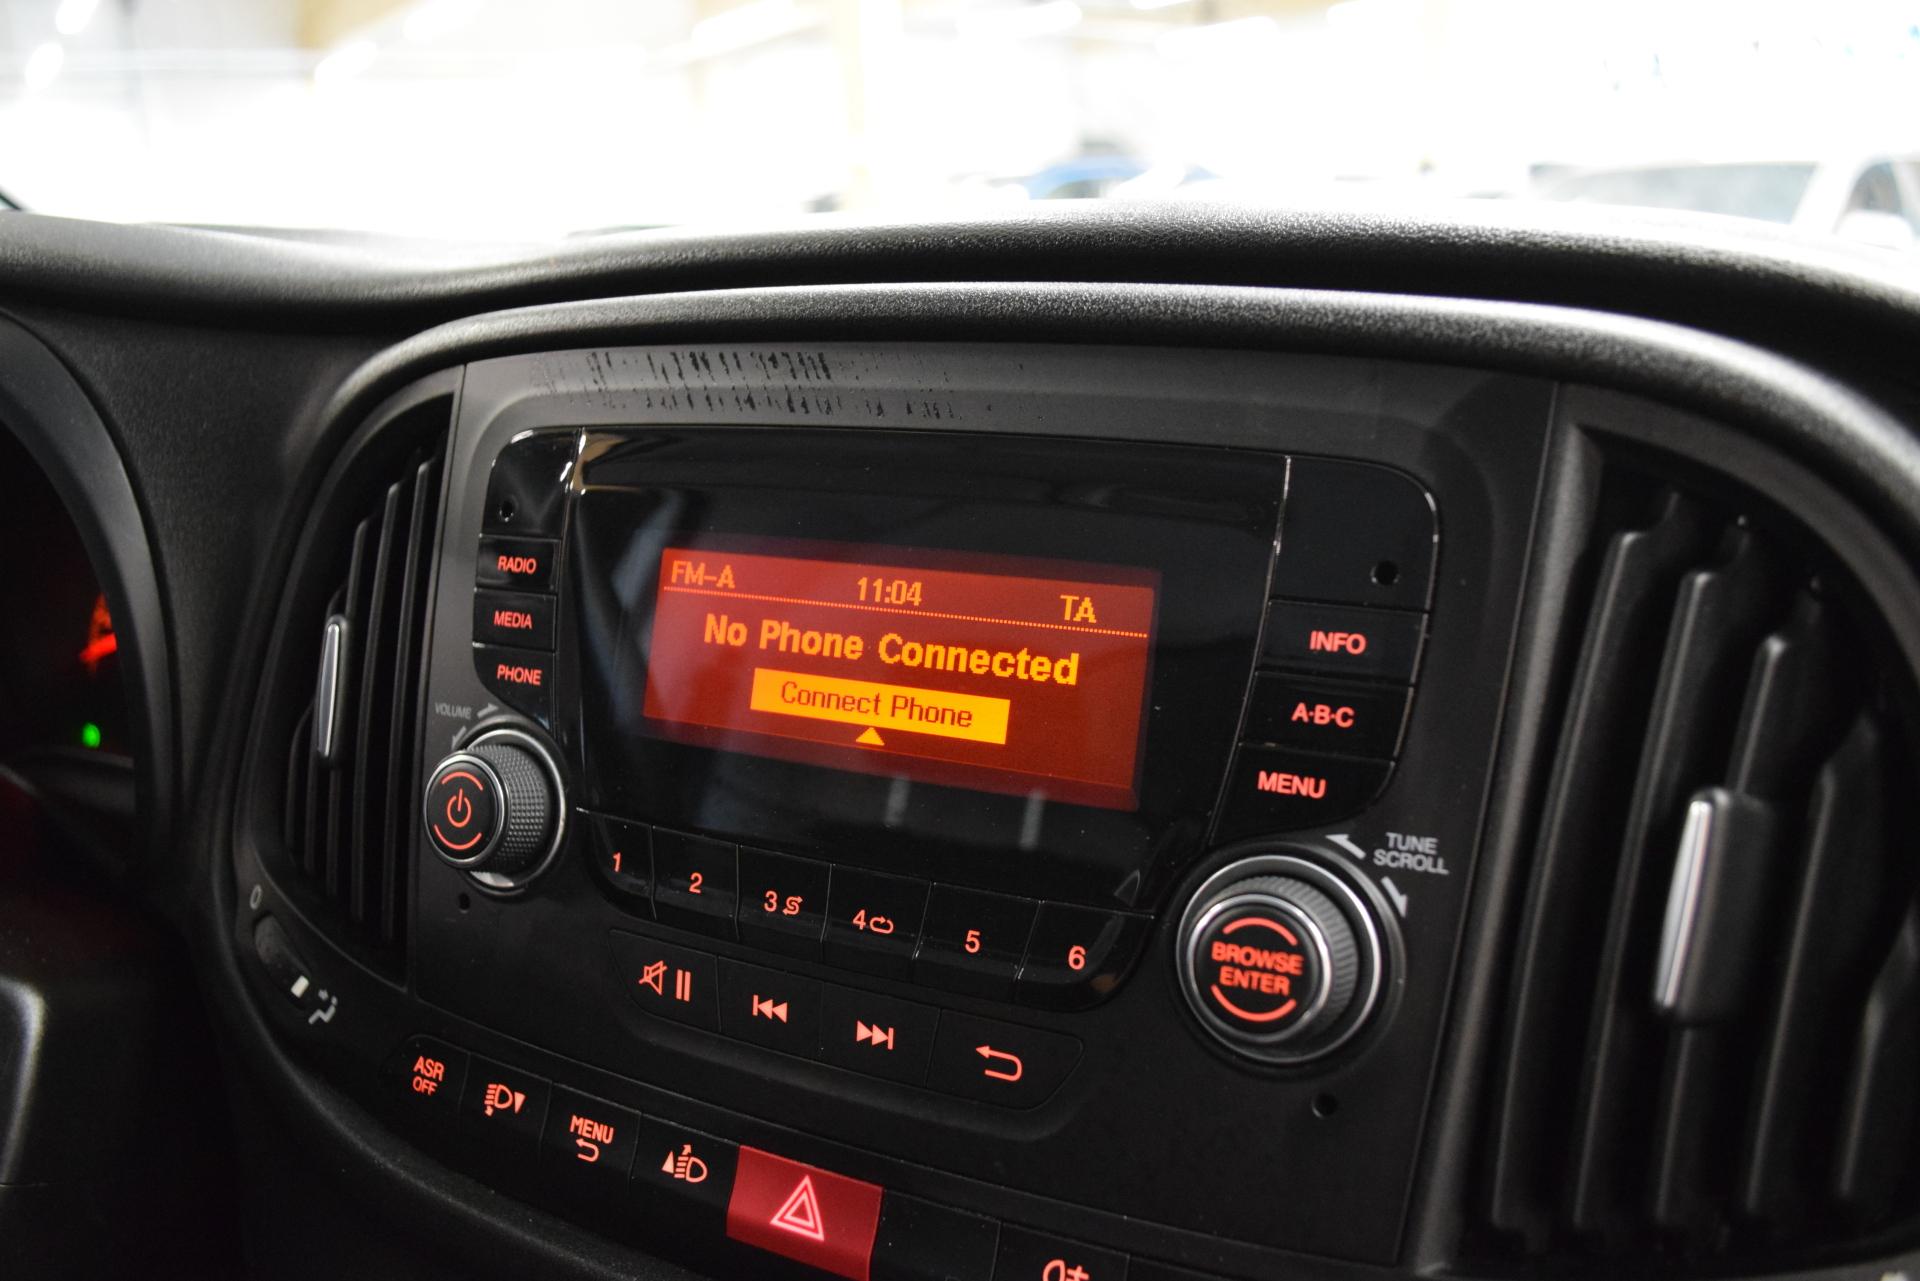 FM-A 11:04 TA
No Phone Connected
Connect Phone
RADIO
MEDIA
PHONE
VOLUME
INFO
A·B·C
MENU
TUNE
SCROLL
BROWSE
ENTER
1 2 3 4 5 6
0
ASR
OFF
MENU